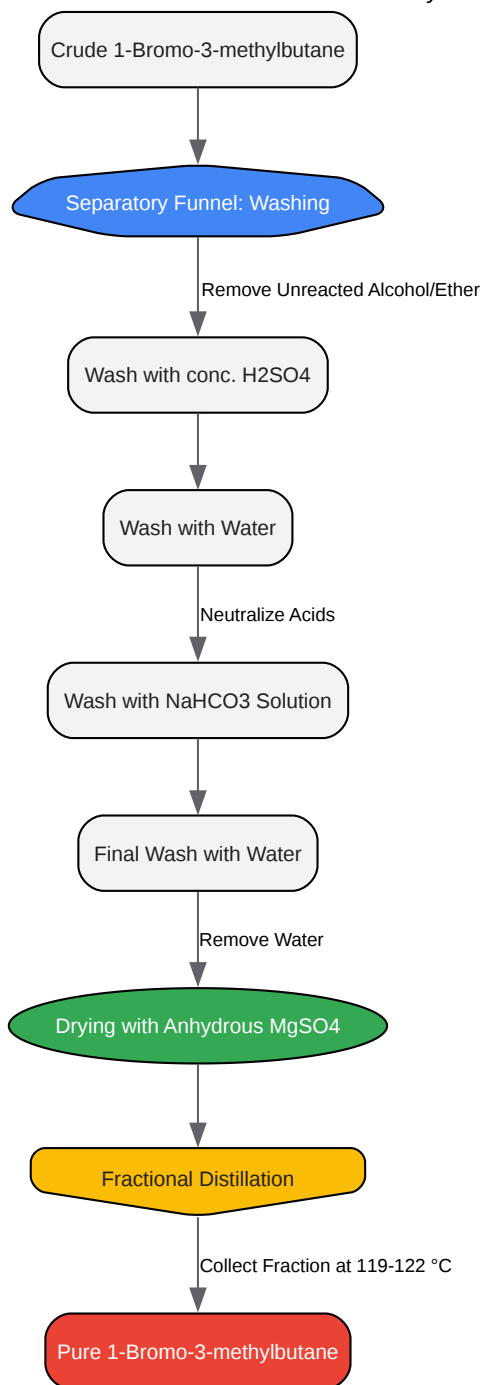 Crude 1-Bromo-3-methylbutane
Separatory Funnel: Washing
Remove Unreacted Alcohol/Ether
Wash with conc. H2SO4
Wash with Water
Neutralize Acids
Wash with NaHCO3 Solution
Final Wash with Water
Remove Water
Drying with Anhydrous MgSO4
Fractional Distillation
Collect Fraction at 119-122 °C
Pure 1-Bromo-3-methylbutane